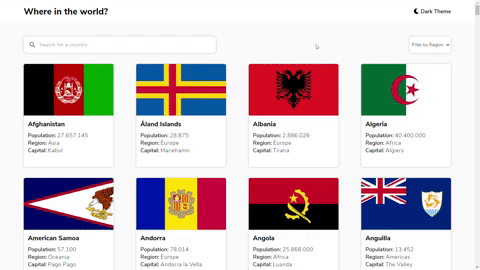 Where in the world?
Dark Theme
Search for a country...
Filter by Region
Afghanistan
Population: 27.657.145
Region: Asia
Capital: Kabul
Åland Islands
Population: 28.875
Region: Europe
Capital: Mariehamn
Albania
Population: 2.886.026
Region: Europe
Capital: Tirana
Algeria
Population: 40.400.000
Region: Africa
Capital: Algiers
American Samoa
Population: 57.100
Region: Oceania
Capital: Pago Pago
Andorra
Population: 78.014
Region: Europe
Capital: Andorra la Vella
Angola
Population: 25.868.000
Region: Africa
Capital: Luanda
Anguilla
Population: 13.452
Region: Americas
Capital: The Valley